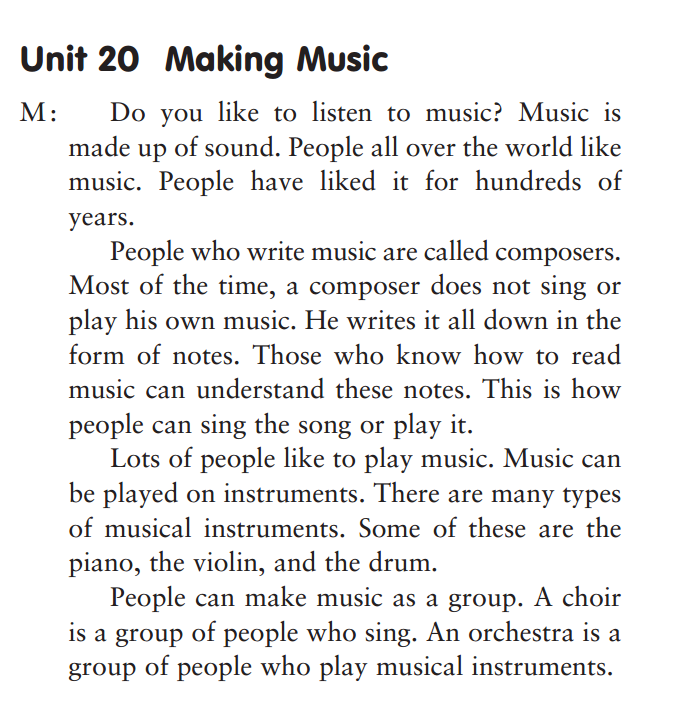 Unit 20 Making Music
M: Do you like to listen to music? Music is
made up of sound. People all over the world like
music. People have liked it for hundreds of
years.
People who write music are called composers.
Most of the time, a composer does not sing or
play his own music. He writes it all down in the
form of notes. Those who know how to read
music can understand these notes. This is how
people can sing the song or play it.
Lots of people like to play music. Music can
be played on instruments. There are many types
of musical instruments. Some of these are the
piano, the violin, and the drum.
People can make music as a group. A choir
is a group of people who sing. An orchestra is a
group of people who play musical instruments.